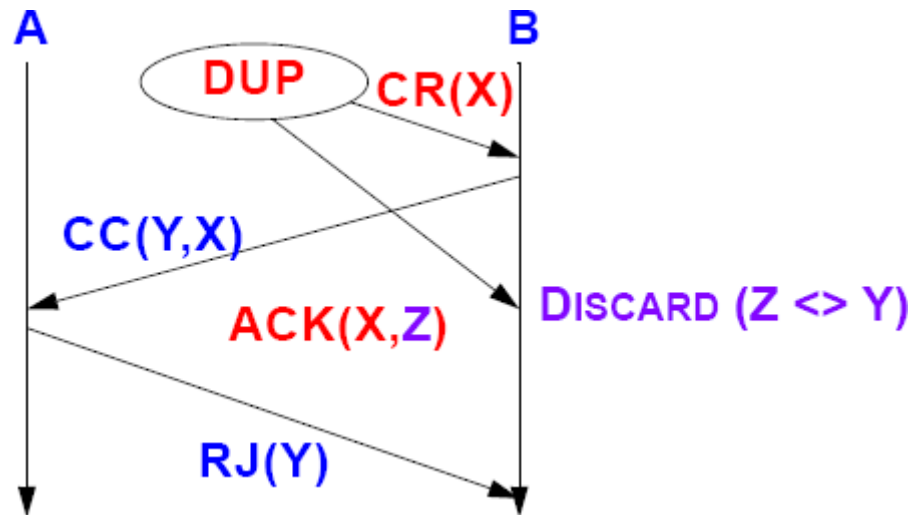 A
B
DUP
CR(X)
CC(Y,X)
ACK(X,Z)
DISCARD (Z <> Y)
RJ(Y)